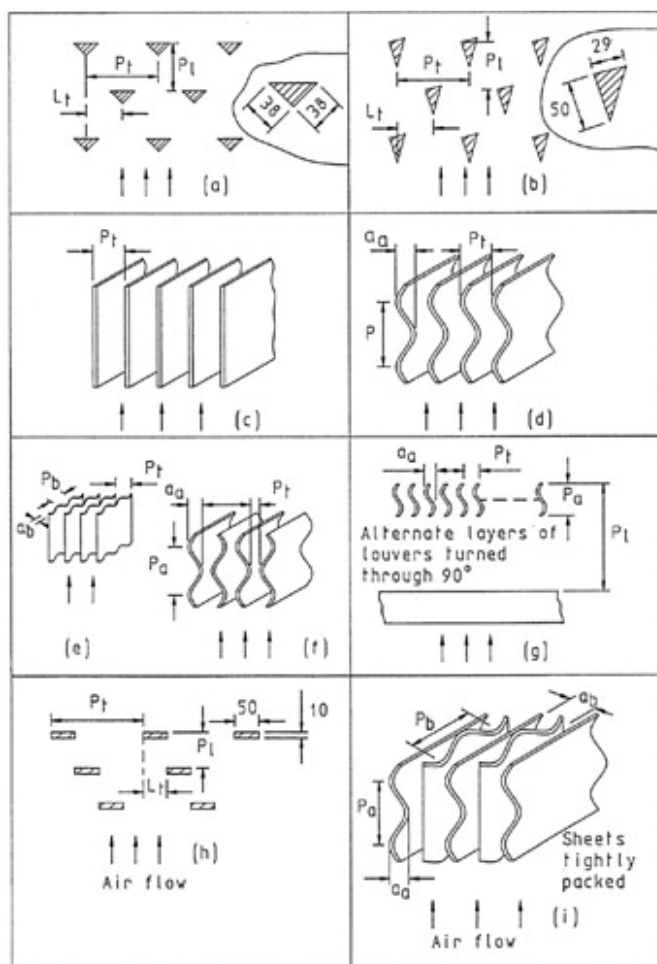 Pt
Pl
Lt
38
38
(a)
Pt
Pl
Lt
29
50
(b)
Pt
(c)
aa
Pt
P
(d)
Pb
Pt
ab
(e)
aa
Pt
Pa
(f)
aa
Pt
Pa
Pl
Alternate layers of
louvers turned
through 90°
(g)
Pt
50
10
Pl
Lt
(h)
Air flow
Pb
ab
Pa
aa
Sheets
tightly
packed
(i)
Air flow